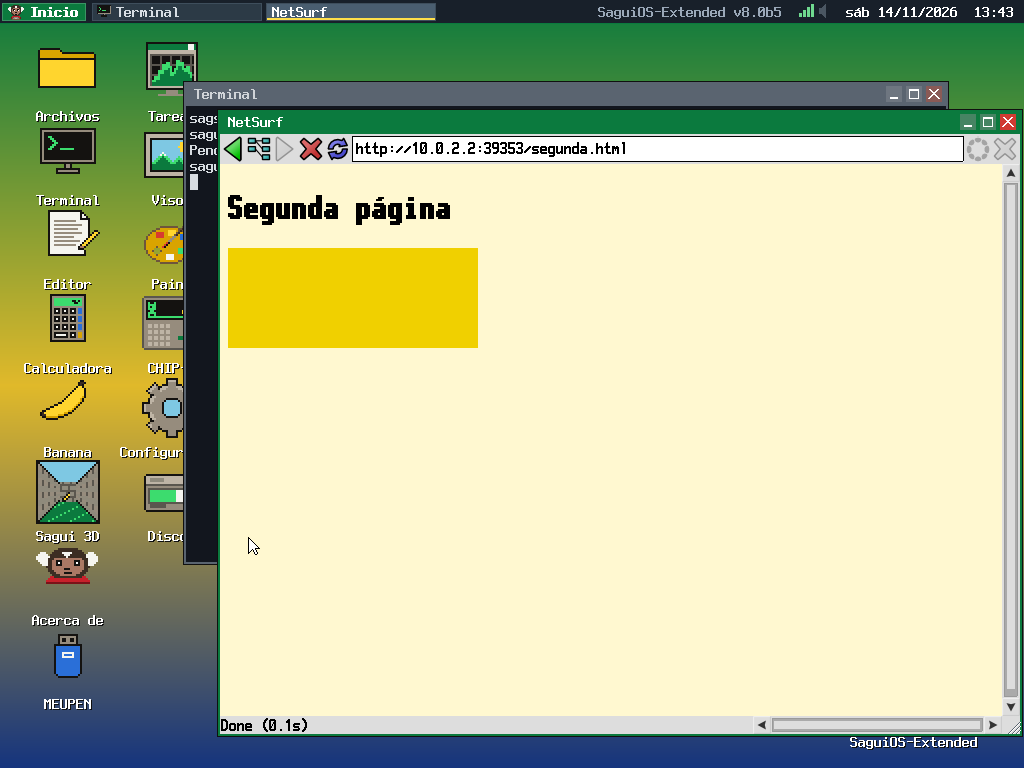 Inicio
Terminal
NetSurf
SaguiOS-Extended v8.0b5
sáb 14/11/2026
13:43
Archivos
Terminal
Editor
Calculadora
CHIP-
Banana
Sagui 3D
Acerca de
MEUPEN
Terminal
NetSurf
http://10.0.2.2:39353/segunda.html
Segunda página
Done (0.1s)
SaguiOS-Extended